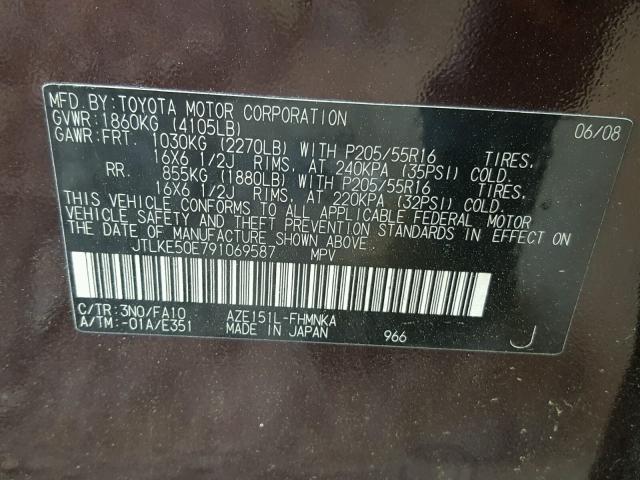 MFD. BY: TOYOTA MOTOR CORPORATION 06/08
GVWR: 1860KG (4105LB)
GAWR: FRT. 1030KG (2270LB) WITH P205/55R16 TIRES,
16X6 1/2J RIMS, AT 240KPA (35PSI) COLD.
RR. 855KG (1880LB) WITH P205/55R16 TIRES,
16X6 1/2J RIMS, AT 220KPA (32PSI) COLD.
THIS VEHICLE CONFORMS TO ALL APPLICABLE FEDERAL MOTOR
VEHICLE SAFETY AND THEFT PREVENTION STANDARDS IN EFFECT ON
THE DATE OF MANUFACTURE SHOWN ABOVE.
JTLKE50E791069587 MPV
C/TR: 3N0/FA10 AZE151L-FHMNKA
A/TM: -01A/E351 MADE IN JAPAN 966 J